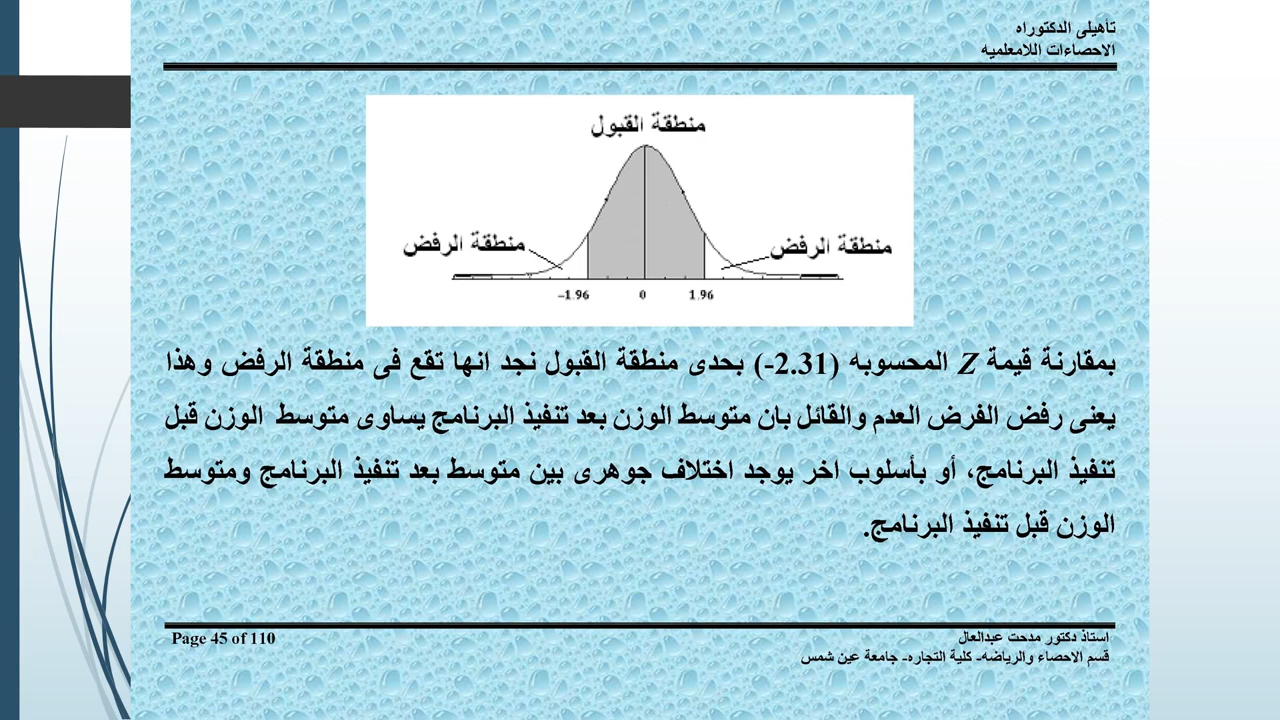 تأهيلى الدكتوراه
الاحصاءات اللامعلميه
منطقة القبول
منطقة الرفض
منطقة الرفض
–1.96
0
1.96
بمقارنة قيمة Z المحسوبه (2.31-) بحدى منطقة القبول نجد انها تقع فى منطقة الرفض وهذا
يعنى رفض الفرض العدم والقائل بان متوسط الوزن بعد تنفيذ البرنامج يساوى متوسط الوزن قبل
تنفيذ البرنامج، أو بأسلوب اخر يوجد اختلاف جوهرى بين متوسط بعد تنفيذ البرنامج ومتوسط
الوزن قبل تنفيذ البرنامج.
استاذ دكتور مدحت عبدالعال
Page 45 of 110
قسم الاحصاء والرياضه- كلية التجاره- جامعة عين شمس